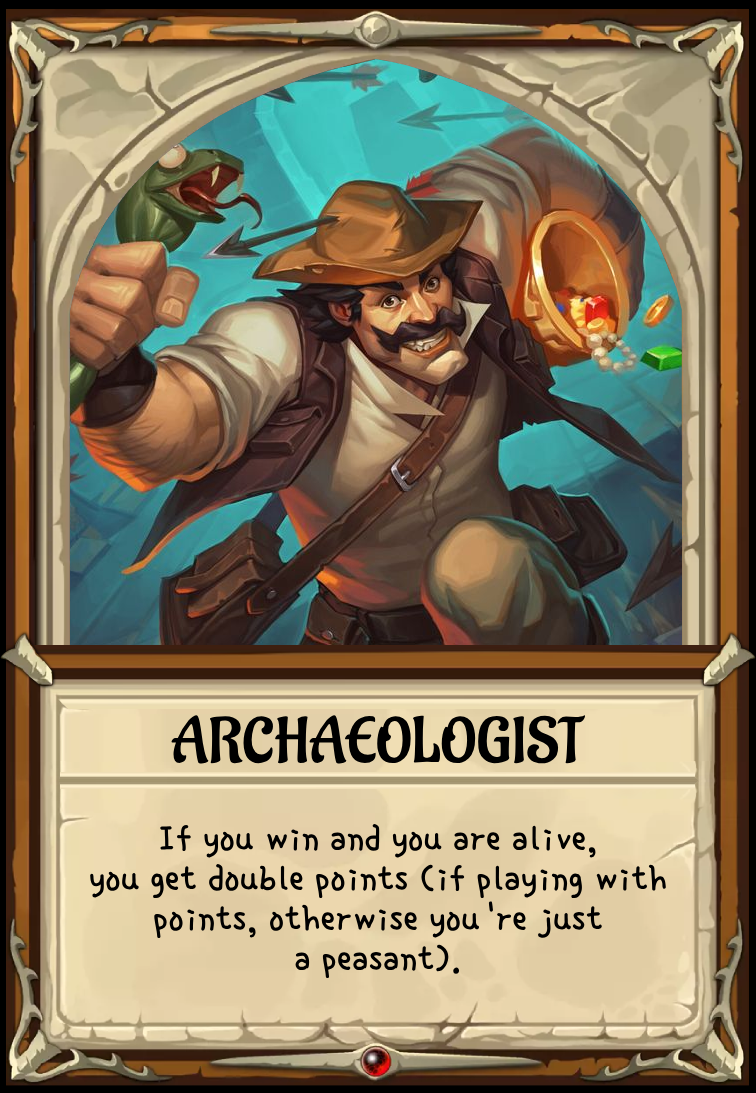 ARCHAEOLOGIST
If you win and you are alive,
you get double points (if playing with
points, otherwise you're just
a peasant).